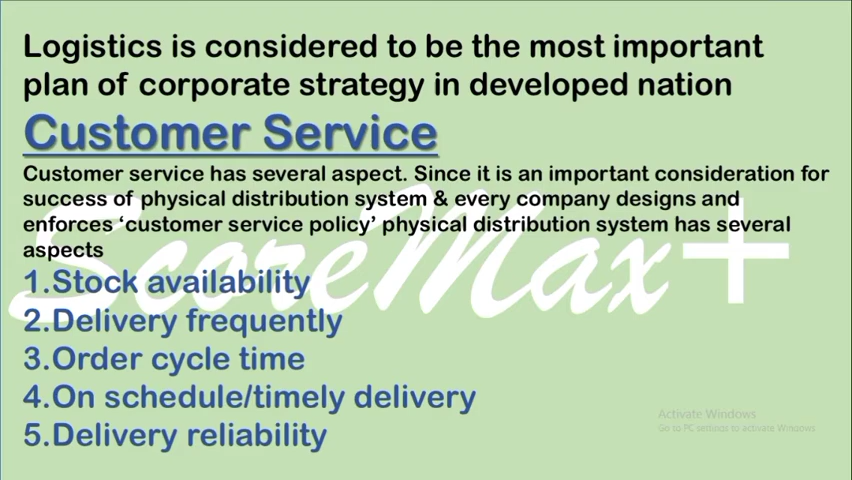 Logistics is considered to be the most important
plan of corporate strategy in developed nation
Customer Service
Customer service has several aspect. Since it is an important consideration for
success of physical distribution system & every company designs and
enforces ‘customer service policy’ physical distribution system has several
aspects
ScoreMax+
1.Stock availability
2.Delivery frequently
3.Order cycle time
4.On schedule/timely delivery
5.Delivery reliability
Activate Windows
Go to PC settings to activate Windows